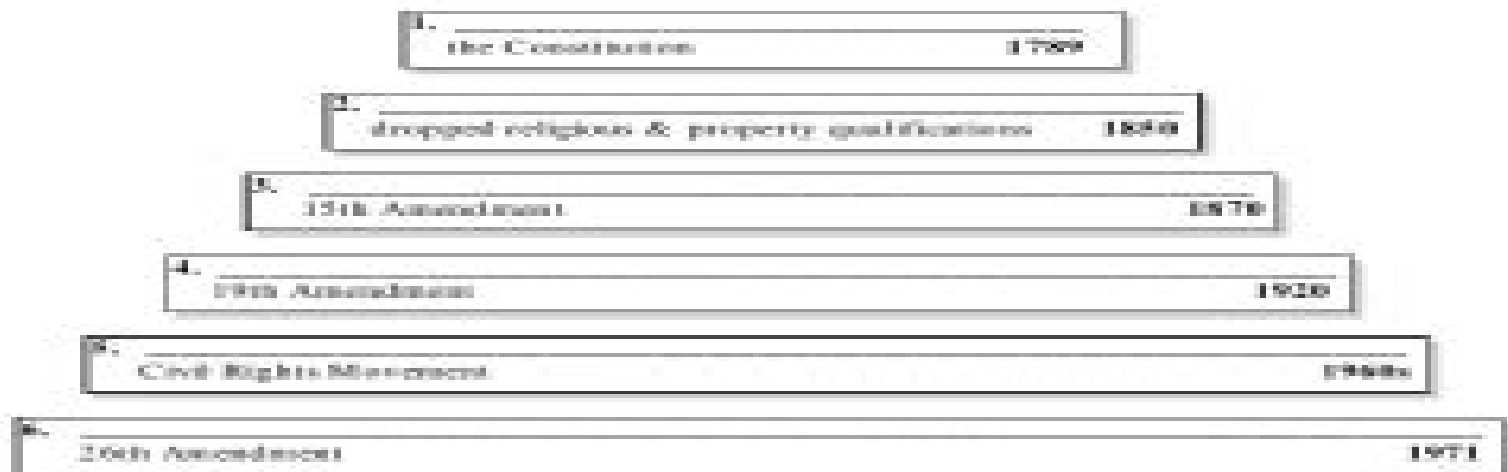 1.
the Constitution 1789
2.
dropped religious & property qualifications 1850
3.
15th Amendment 1870
4.
19th Amendment 1920
5.
Civil Rights Movement 1960s
6.
26th Amendment 1971